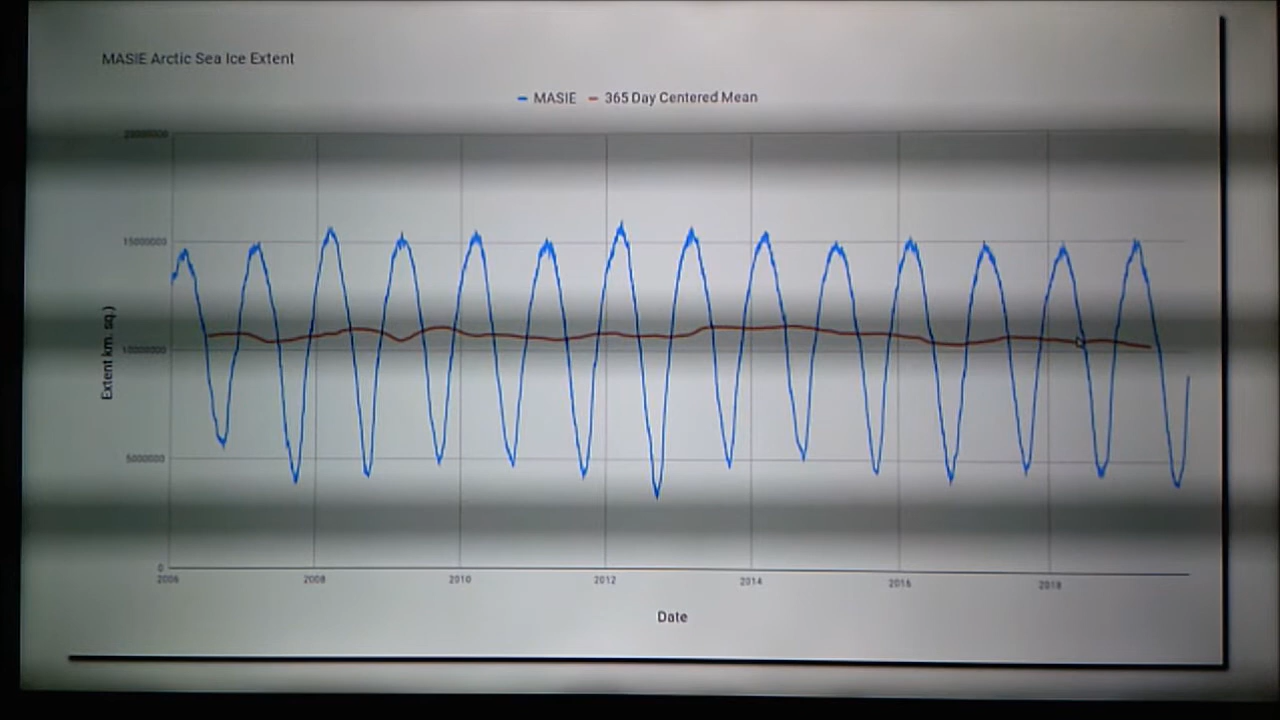 MASIE Arctic Sea Ice Extent
MASIE 365 Day Centered Mean
20000000
15000000
10000000
5000000
0
Extent km. sq.)
2006 2008 2010 2012 2014 2016 2018
Date